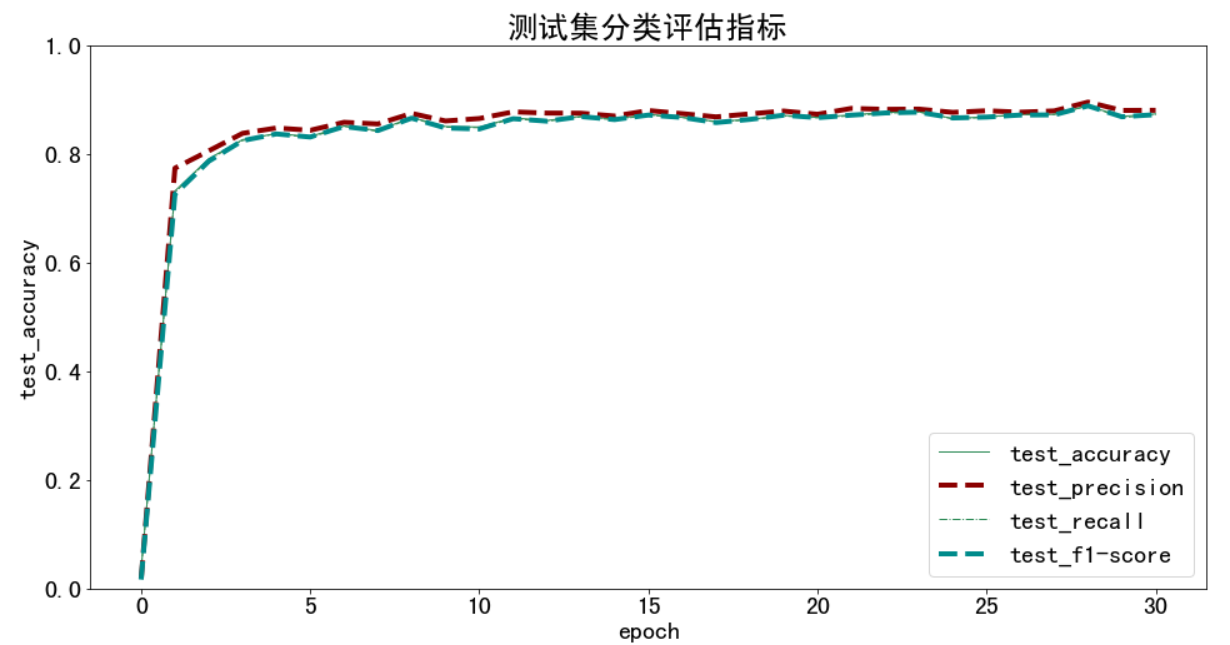 测试集分类评估指标
1.0
0.8
0.6
0.4
0.2
0.0
test_accuracy
0 5 10 15 20 25 30
epoch
test_accuracy
test_precision
test_recall
test_f1-score